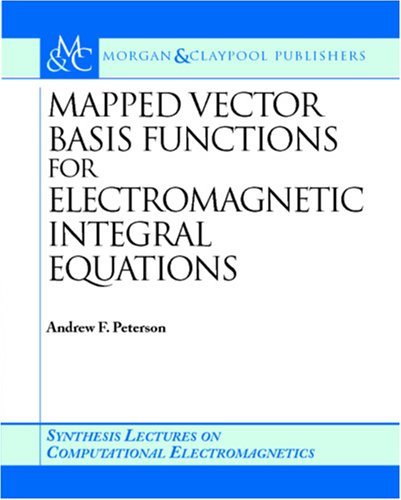 M
&C
MORGAN & CLAYPOOL PUBLISHERS
MAPPED VECTOR
BASIS FUNCTIONS
FOR
ELECTROMAGNETIC
INTEGRAL
EQUATIONS
Andrew F. Peterson
SYNTHESIS LECTURES ON
COMPUTATIONAL ELECTROMAGNETICS